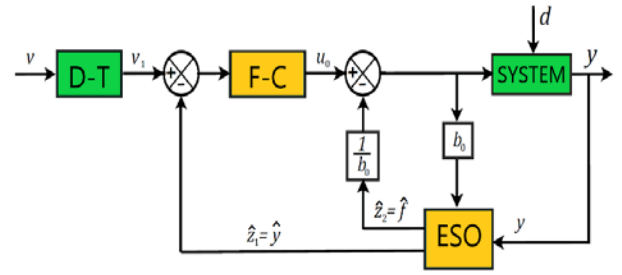 d
v
D-T
v₁
+
-
F-C
u₀
+
-
SYSTEM
y
1
b₀
b₀
ẑ₂=f̂
ẑ₁=ŷ
ESO
y